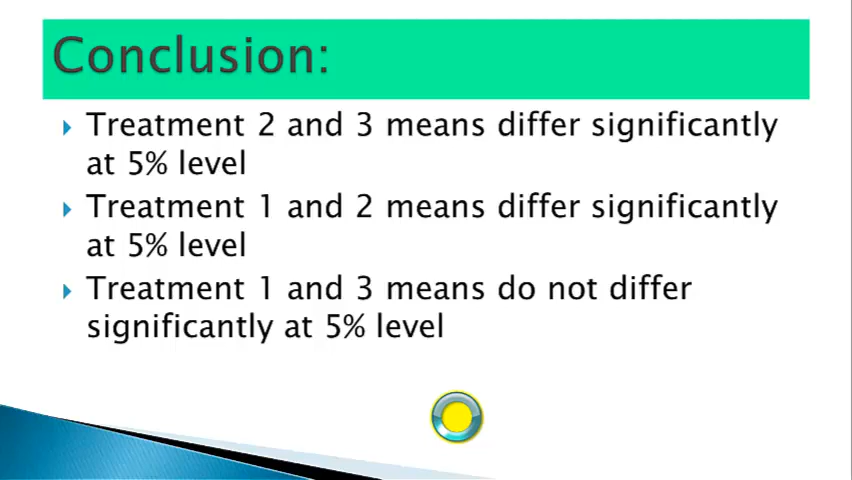 Conclusion:
Treatment 2 and 3 means differ significantly
at 5% level
Treatment 1 and 2 means differ significantly
at 5% level
Treatment 1 and 3 means do not differ
significantly at 5% level